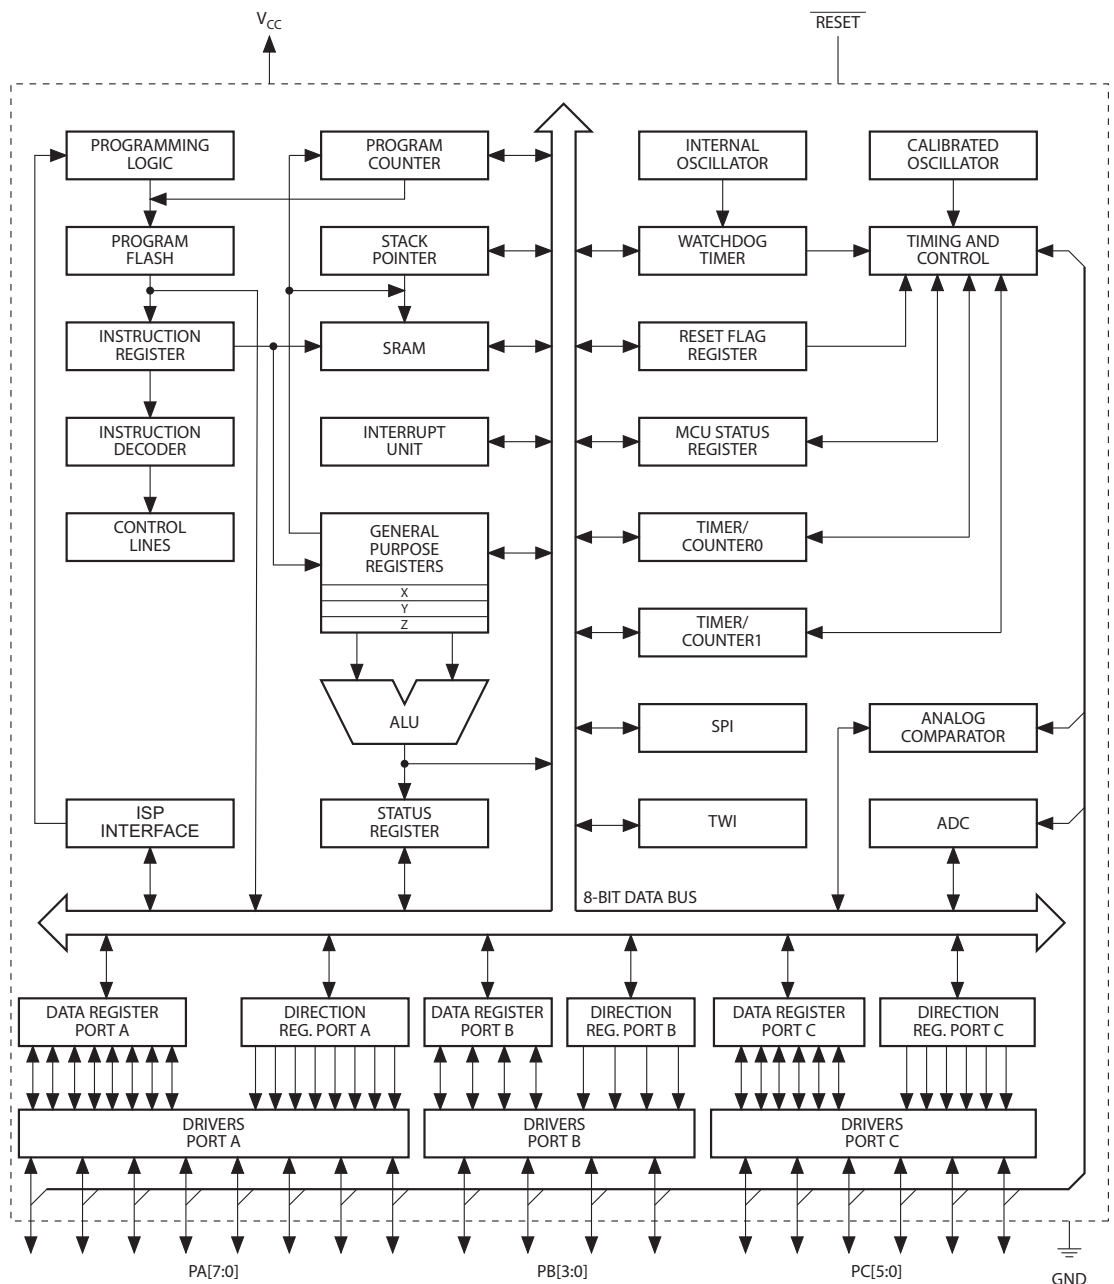 VCC
RESET
PROGRAMMING
LOGIC
PROGRAM
COUNTER
INTERNAL
OSCILLATOR
CALIBRATED
OSCILLATOR
PROGRAM
FLASH
STACK
POINTER
WATCHDOG
TIMER
TIMING AND
CONTROL
INSTRUCTION
REGISTER
SRAM
RESET FLAG
REGISTER
INSTRUCTION
DECODER
INTERRUPT
UNIT
MCU STATUS
REGISTER
CONTROL
LINES
GENERAL
PURPOSE
REGISTERS
X
Y
Z
TIMER/
COUNTER0
TIMER/
COUNTER1
ALU
SPI
ANALOG
COMPARATOR
ISP
INTERFACE
STATUS
REGISTER
TWI
ADC
8-BIT DATA BUS
DATA REGISTER
PORT A
DIRECTION
REG. PORT A
DATA REGISTER
PORT B
DIRECTION
REG. PORT B
DATA REGISTER
PORT C
DIRECTION
REG. PORT C
DRIVERS
PORT A
DRIVERS
PORT B
DRIVERS
PORT C
PA[7:0]
PB[3:0]
PC[5:0]
GND